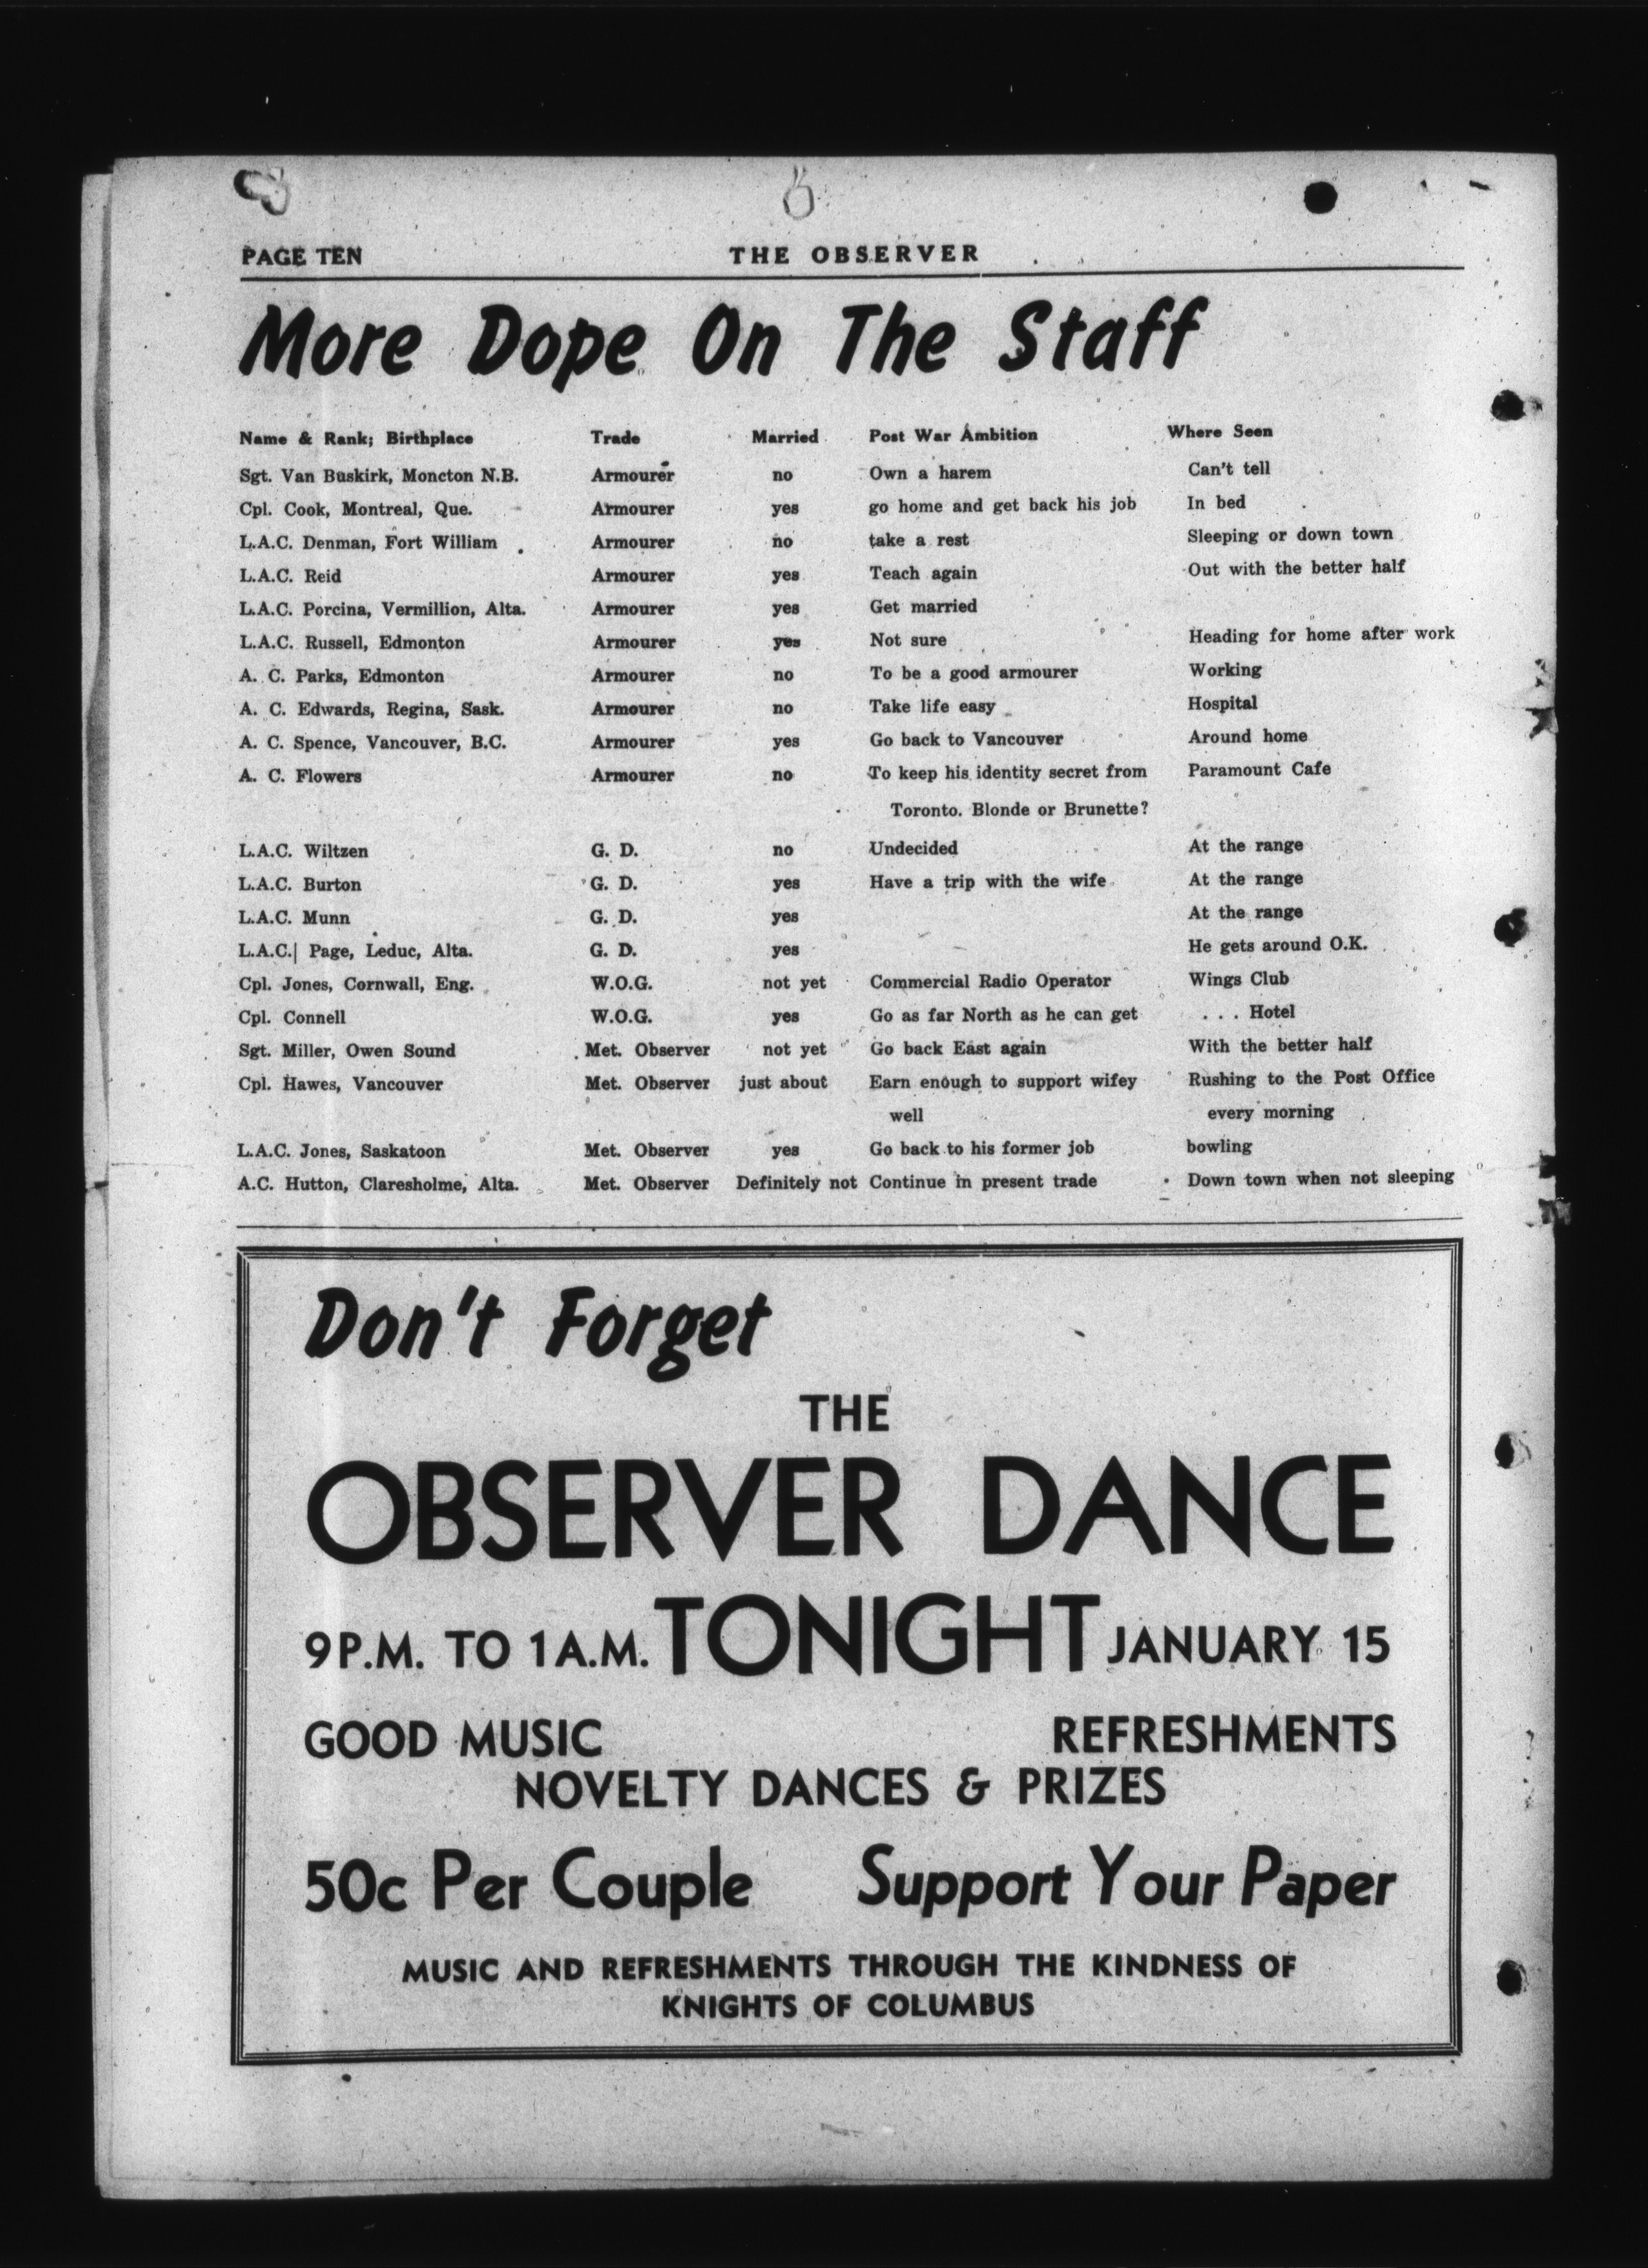 PAGE TEN THE OBSERVER
More Dope On The Staff
Name & Rank; Birthplace Trade Married Post War Ambition Where Seen
Sgt. Van Buskirk, Moncton N.B. Armourer no Own a harem Can't tell
Cpl. Cook, Montreal, Que. Armourer yes go home and get back his job In bed
L.A.C. Denman, Fort William Armourer no take a rest Sleeping or down town
L.A.C. Reid Armourer yes Teach again Out with the better half
L.A.C. Porcina, Vermillion, Alta. Armourer yes Get married
L.A.C. Russell, Edmonton Armourer yes Not sure Heading for home after work
A. C. Parks, Edmonton Armourer no To be a good armourer Working
A. C. Edwards, Regina, Sask. Armourer no Take life easy Hospital
A. C. Spence, Vancouver, B.C. Armourer yes Go back to Vancouver Around home
A. C. Flowers Armourer no To keep his identity secret from Paramount Cafe
Toronto. Blonde or Brunette?
L.A.C. Wiltzen G. D. no Undecided At the range
L.A.C. Burton G. D. yes Have a trip with the wife At the range
L.A.C. Munn G. D. yes At the range
L.A.C.| Page, Leduc, Alta. G. D. yes He gets around O.K.
Cpl. Jones, Cornwall, Eng. W.O.G. not yet Commercial Radio Operator Wings Club
Cpl. Connell W.O.G. yes Go as far North as he can get . . . Hotel
Sgt. Miller, Owen Sound Met. Observer not yet Go back East again With the better half
Cpl. Hawes, Vancouver Met. Observer just about Earn enough to support wifey Rushing to the Post Office
well every morning
L.A.C. Jones, Saskatoon Met. Observer yes Go back to his former job bowling
A.C. Hutton, Claresholme, Alta. Met. Observer Definitely not Continue in present trade Down town when not sleeping
Don't Forget
THE
OBSERVER DANCE
9 P.M. TO 1 A.M. TONIGHT JANUARY 15
GOOD MUSIC REFRESHMENTS
NOVELTY DANCES & PRIZES
50c Per Couple Support Your Paper
MUSIC AND REFRESHMENTS THROUGH THE KINDNESS OF
KNIGHTS OF COLUMBUS